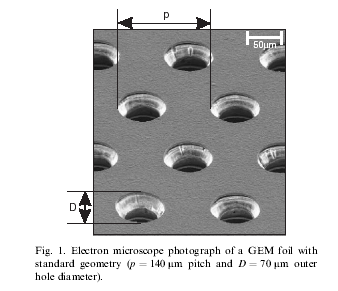 p
50µm
D
Fig. 1. Electron microscope photograph of a GEM foil with
standard geometry (p = 140 µm pitch and D = 70 µm outer
hole diameter).